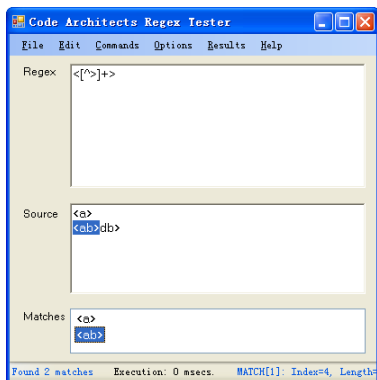 Code Architects Regex Tester
File Edit Commands Options Results Help
Regex <[^>]+>
Source <a>
<ab>db>
Matches <a>
<ab>
Found 2 matches Execution: 0 msecs. MATCH[1]: Index=4, Length=